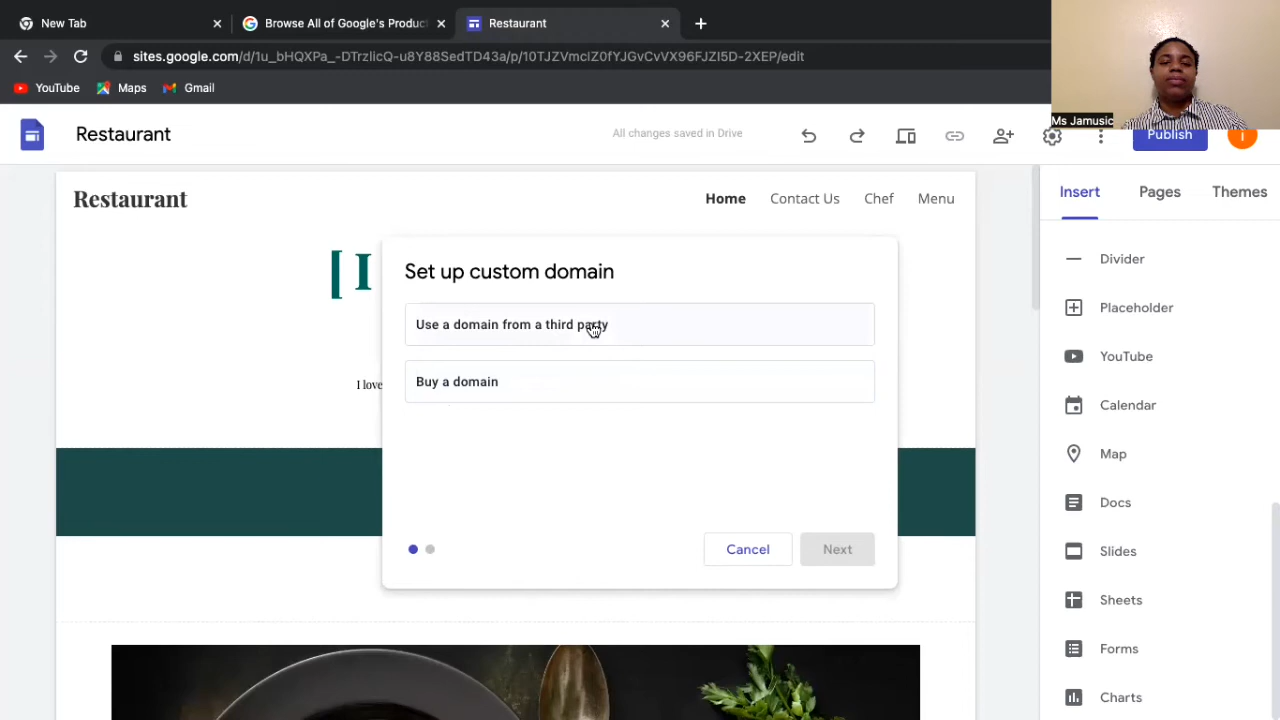 New Tab
Browse All of Google's Produc
Restaurant
sites.google.com/d/1u_bHQXPa_-DTrzlicQ-u8Y88SedTD43a/p/10TJZVmclZ0fYJGvCvVX96FJZI5D-2XEP/edit
YouTube
Maps
Gmail
Ms Jamusic
Restaurant
All changes saved in Drive
Publish
Restaurant
Home
Contact Us
Chef
Menu
Insert
Pages
Themes
[I
I love
Set up custom domain
Use a domain from a third party
Buy a domain
Cancel
Next
Divider
Placeholder
YouTube
Calendar
Map
Docs
Slides
Sheets
Forms
Charts